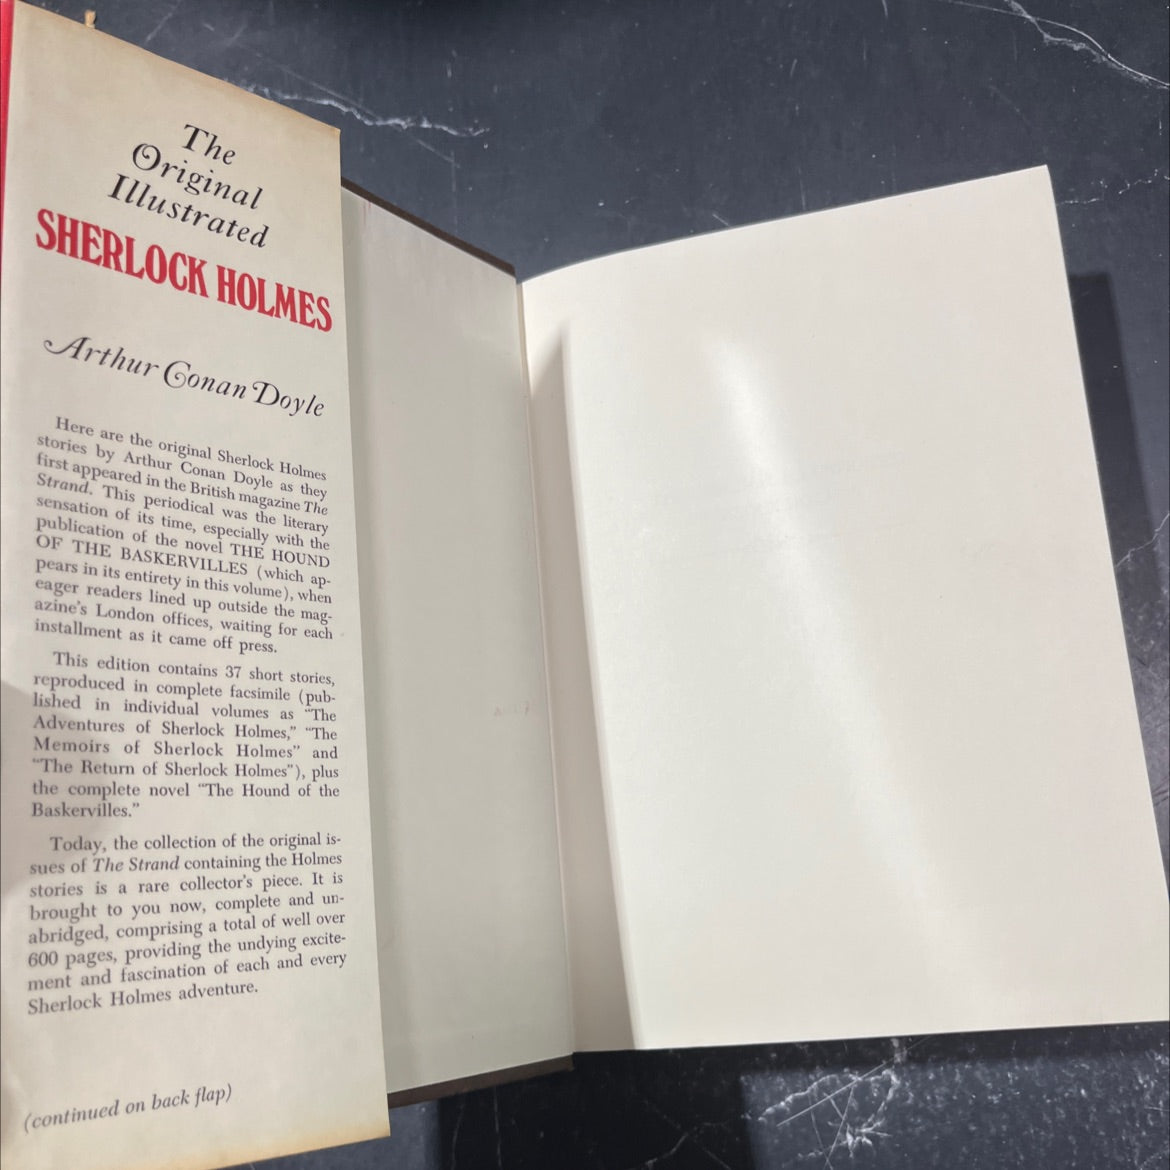 The
Original
Illustrated
SHERLOCK HOLMES
Arthur Conan Doyle
Here are the original Sherlock Holmes
stories by Arthur Conan Doyle as they
first appeared in the British magazine The
Strand. This periodical was the literary
sensation of its time, especially with the
publication of the novel THE HOUND
OF THE BASKERVILLES (which ap-
pears in its entirety in this volume), when
eager readers lined up outside the mag-
azine's London offices, waiting for each
installment as it came off press.
This edition contains 37 short stories,
reproduced in complete facsimile (pub-
lished in individual volumes as "The
Adventures of Sherlock Holmes," "The
Memoirs of Sherlock Holmes" and
"The Return of Sherlock Holmes"), plus
the complete novel "The Hound of the
Baskervilles."
Today, the collection of the original is-
sues of The Strand containing the Holmes
stories is a rare collector's piece. It is
brought to you now, complete and un-
abridged, comprising a total of well over
600 pages, providing the undying excite-
ment and fascination of each and every
Sherlock Holmes adventure.
(continued on back flap)